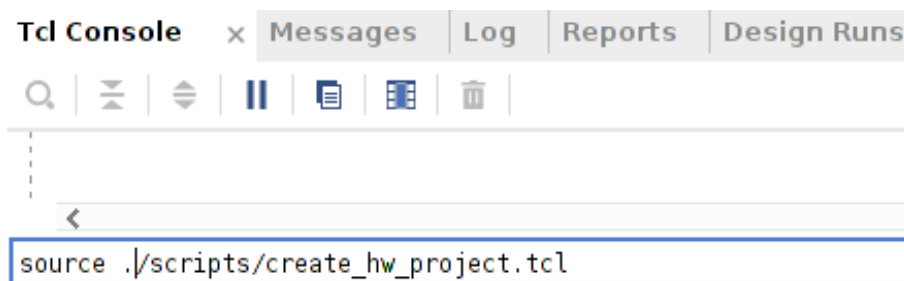 Tcl Console × Messages Log Reports Design Runs
source ./scripts/create_hw_project.tcl